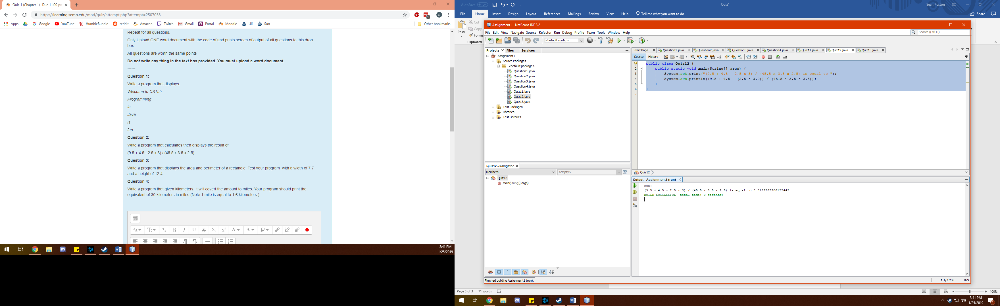 Quiz 1 (Chapter 1)- Due 11:00 pm
https://learning.semo.edu/mod/quiz/attempt.php?attempt=2507038
Apps Google YouTube HumbleBundle reddit Amazon Twitch Gmail Portal Moodle Uli Sun Other bookmarks
Repeat for all questions.
Only Upload ONE word document with the code of and prints screen of output of all questions to this drop
box.
All questions are worth the same points
Do not write any thing in the text box provided. You must upload a word document.
------
Question 1:
Write a program that displays:
Welcome to CS155
Programming
in
Java
is
fun
Question 2:
Write a program that calculates then displays the result of
(9.5 + 4.5 - 2.5 x 3) / (45.5 x 3.5 x 2.5)
Question 3:
Write a program that displays the area and perimeter of a rectangle. Test your program  with a width of 7.7
and a height of 12.4
Question 4:
Write a program that given kilometers, it will covert the amount to miles. Your program should print the
equivalent of 30 kilometers in miles (Note 1 mile is equal to 1.6 kilometers.)
3:41 PM
1/25/2019
AutoSave Off
Quiz1
Sean Poston
File Home Insert Design Layout References Mailings Review View Help Tell me what you want to do Share
Paste
Cut
Copy
Forma
Clipboard
Assignment1 - NetBeans IDE 8.2
File Edit View Navigate Source Refactor Run Debug Profile Team Tools Window Help
Search (Ctrl+I)
<default config>
Projects Files Services
Assignment1
Source Packages
<default package>
Question1.java
Question2.java
Question3.java
Question4.java
Quiz11.java
Quiz12.java
Quiz13.java
Test Packages
Libraries
Test Libraries
Quiz12 - Navigator
Members <empty>
Quiz12
main(String[] args)
Start Page Question1.java Question2.java Question3.java Question4.java Quiz11.java Quiz12.java Quiz13.java
Source History
public class Quiz12 {
2 public static void main(String[] args) {
3 System.out.print("(9.5 + 4.5 - 2.5 x 3) / (45.5 x 3.5 x 2.5) is equal to ");
4 System.out.println((9.5 + 4.5 - (2.5 * 3.0)) / (45.5 * 3.5 * 2.5));
5 }
6 }
7
Quiz12
Output - Assignment1 (run)
run:
(9.5 + 4.5 - 2.5 x 3) / (45.5 x 3.5 x 2.5) is equal to 0.0163265306122449
BUILD SUCCESSFUL (total time: 0 seconds)
Finished building Assignment1 (run).
1:1/7:236 INS
Page 3 of 3 71 words
100%
3:41 PM
1/25/2019